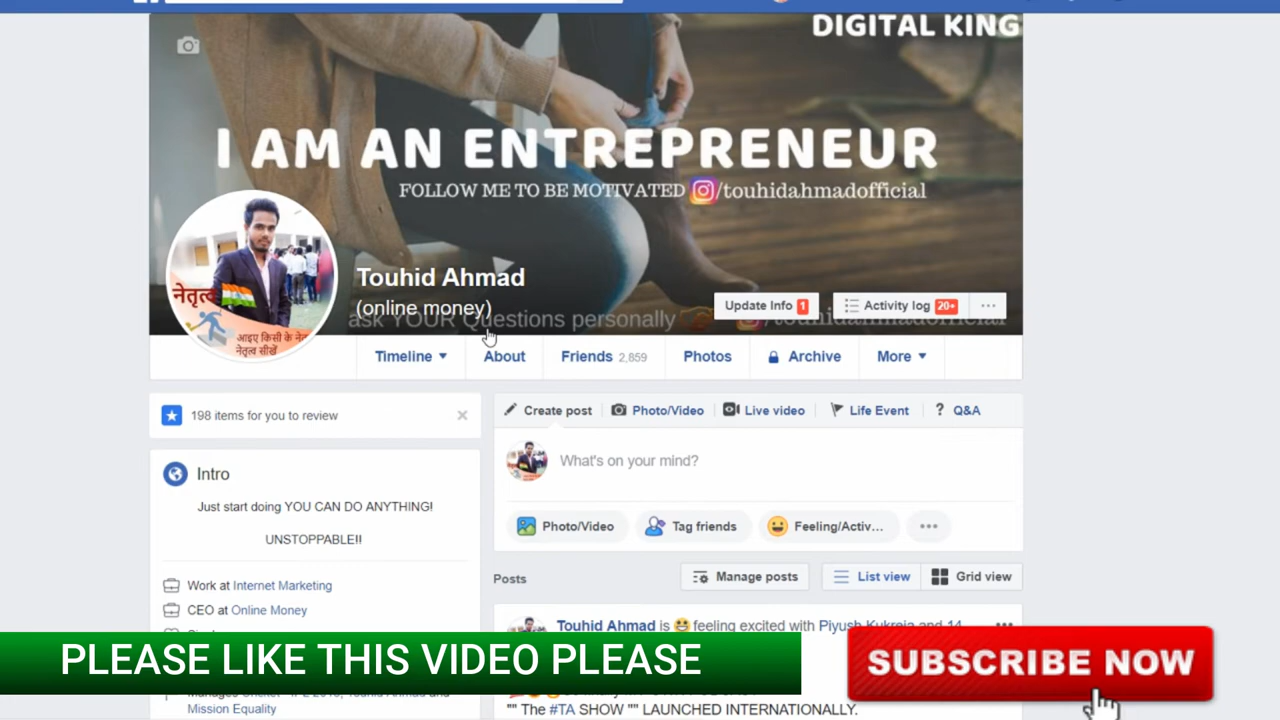 DIGITAL KING
I AM AN ENTREPRENEUR
FOLLOW ME TO BE MOTIVATED /touhidahmadofficial
नेतृत्व
आइए किसी के
नेतृत्व सीखें
Touhid Ahmad
(online money)
ask YOUR Questions personally /touhidahmadofficial
Update Info 1
Activity log 20+
Timeline
About
Friends 2,859
Photos
Archive
More
198 items for you to review
Create post
Photo/Video
Live video
Life Event
Q&A
What's on your mind?
Photo/Video
Tag friends
Feeling/Activ...
Intro
Just start doing YOU CAN DO ANYTHING!
UNSTOPPABLE!!
Work at Internet Marketing
CEO at Online Money
Mission Equality
Posts
Manage posts
List view
Grid view
Touhid Ahmad is feeling excited with Piyush Kukreja and 14
"" The #TA SHOW "" LAUNCHED INTERNATIONALLY.
PLEASE LIKE THIS VIDEO PLEASE
SUBSCRIBE NOW